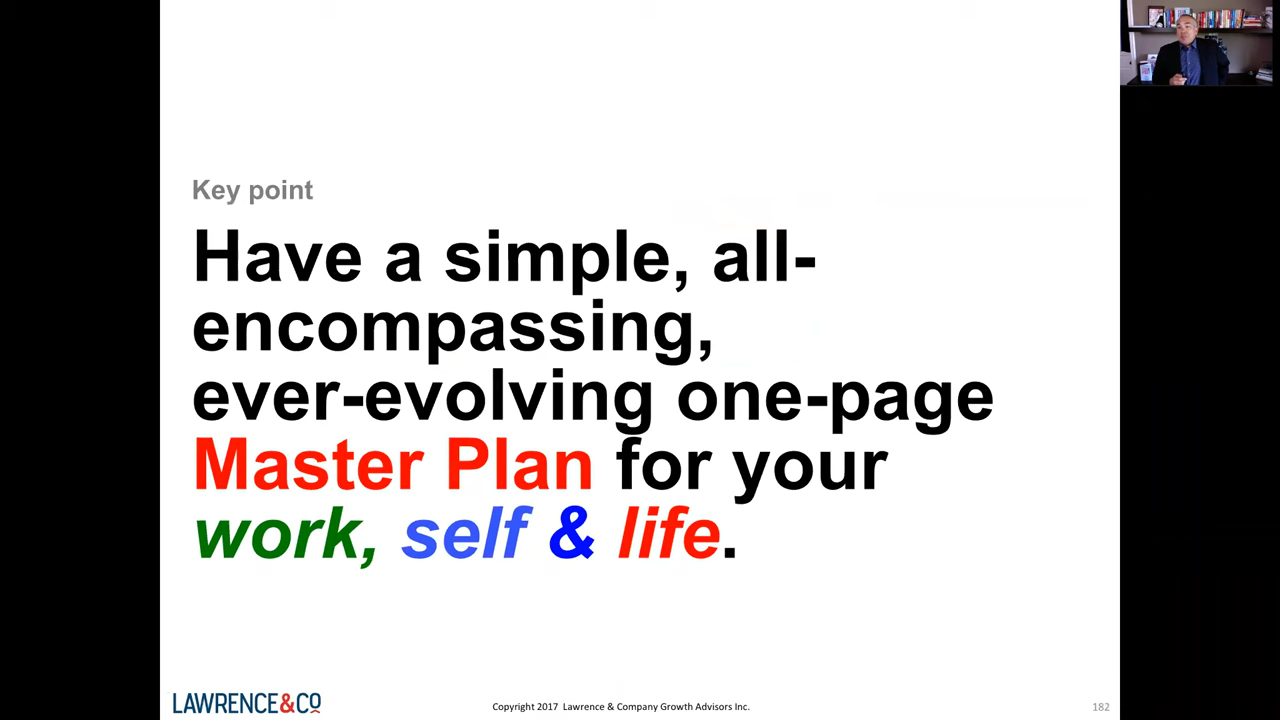 Key point
Have a simple, all-
encompassing,
ever-evolving one-page
Master Plan for your
work, self & life.
LAWRENCE&CO
Copyright 2017 Lawrence & Company Growth Advisors Inc.
182